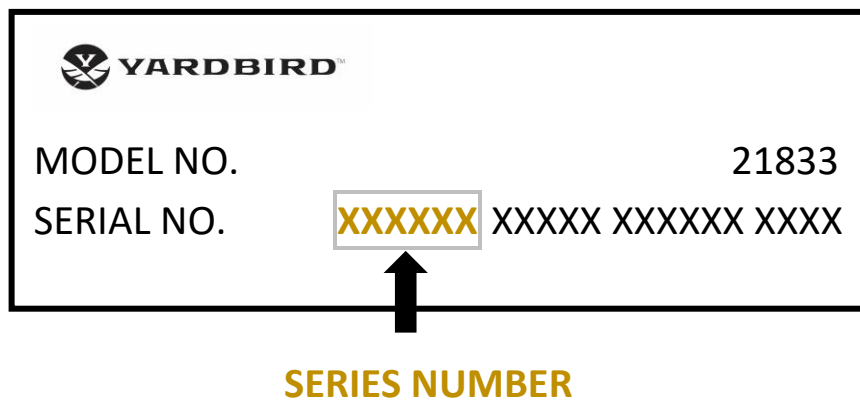 YARDBIRD™
MODEL NO. 21833
SERIAL NO. XXXXXX XXXXX XXXXXX XXXX
SERIES NUMBER